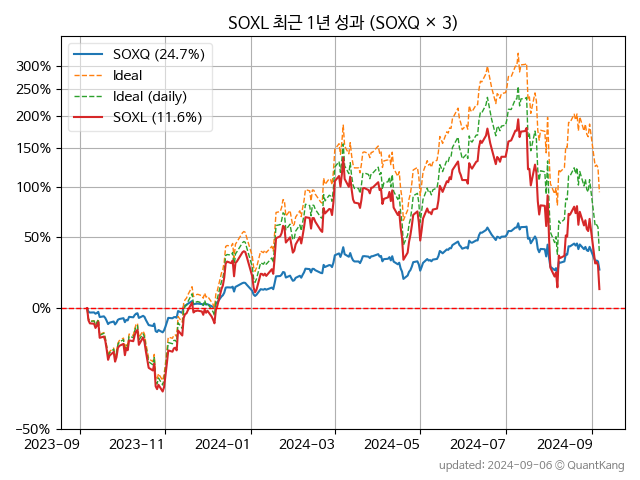 SOXL 최근 1년 성과 (SOXQ × 3)
SOXQ (24.7%)
Ideal
Ideal (daily)
SOXL (11.6%)
300%
250%
200%
150%
100%
50%
0%
−50%
2023-09 2023-11 2024-01 2024-03 2024-05 2024-07 2024-09
updated: 2024-09-06 © QuantKang